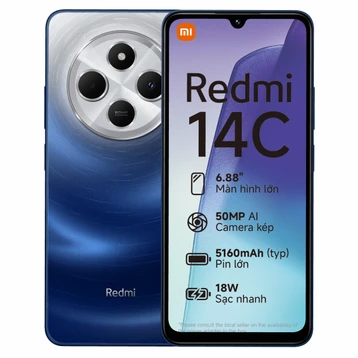 Redmi
Redmi
14C
6.88"
Màn hình lớn
50MP AI
Camera kép
5160mAh (typ)
Pin lớn
18W
Sạc nhanh